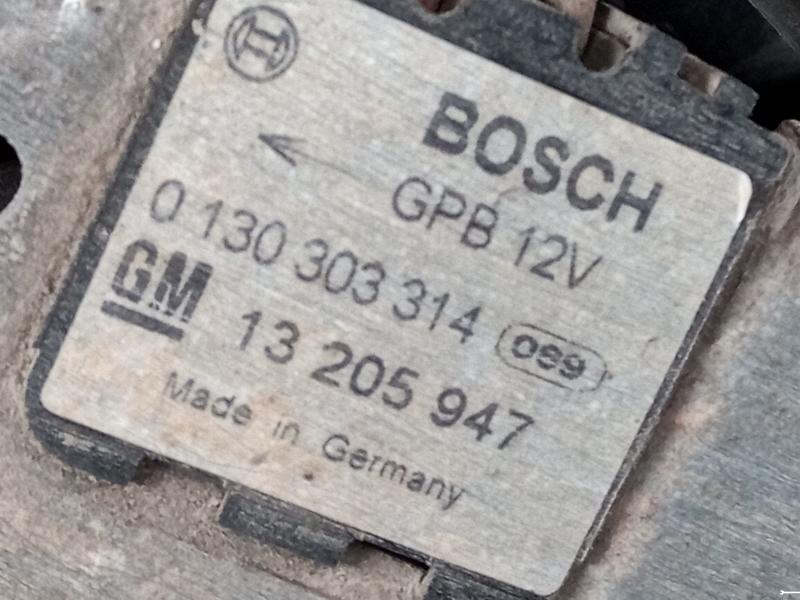 BOSCH
GPB 12V
0 130 303 314 089
GM
13 205 947
Made in Germany